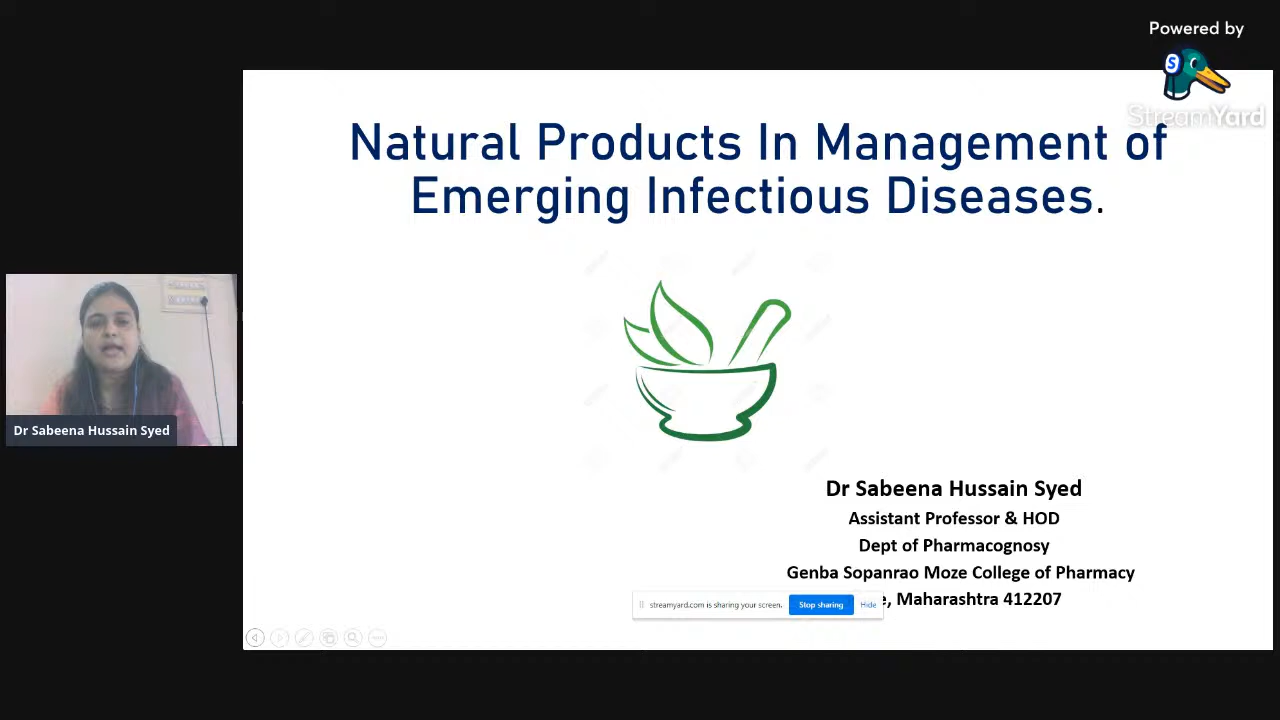 Powered by
StreamYard
Natural Products In Management of
Emerging Infectious Diseases.
Dr Sabeena Hussain Syed
Dr Sabeena Hussain Syed
Assistant Professor & HOD
Dept of Pharmacognosy
Genba Sopanrao Moze College of Pharmacy
Maharashtra 412207
streamyard.com is sharing your screen.
Stop sharing
Hide